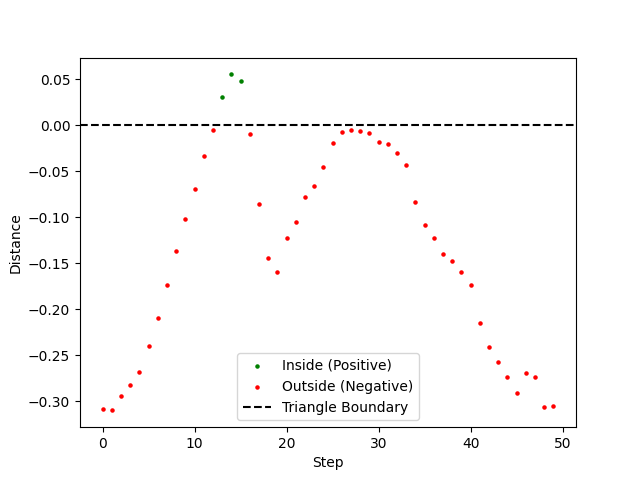 0.05
0.00
−0.05
−0.10
−0.15
−0.20
−0.25
−0.30
Distance
Inside (Positive)
Outside (Negative)
Triangle Boundary
0 10 20 30 40 50
Step